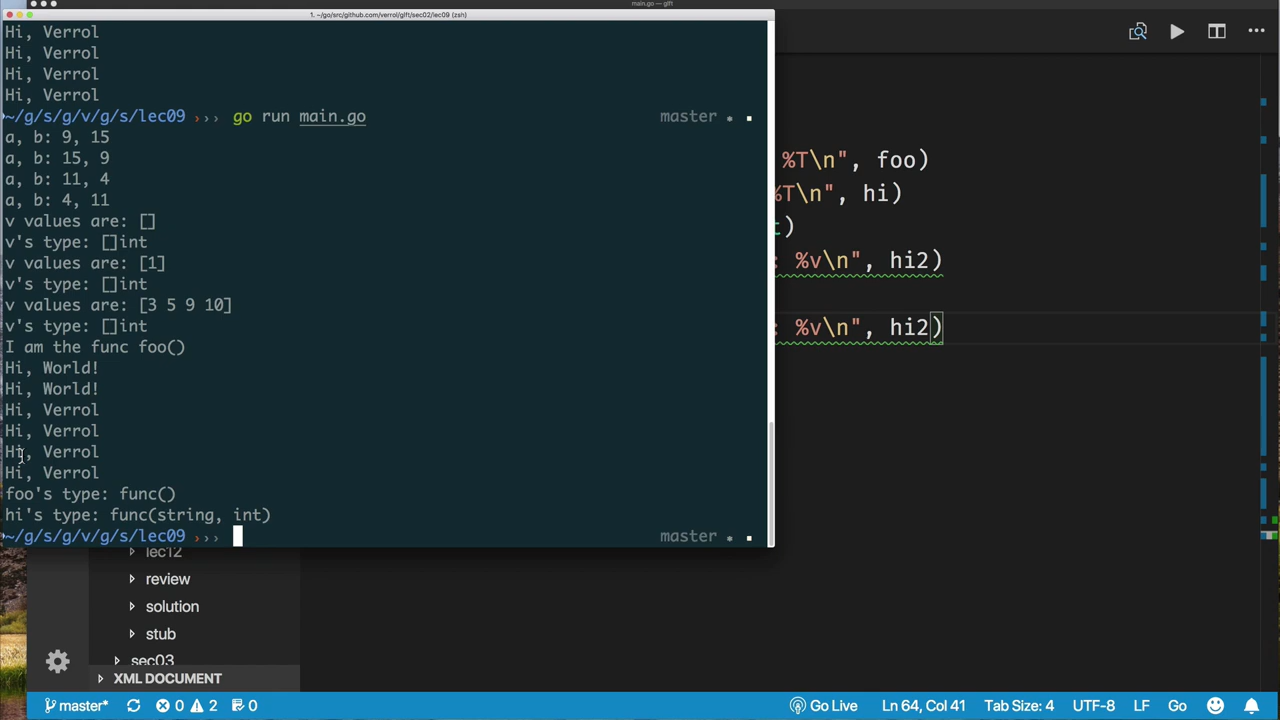 main.go — glft
1. ~/go/src/github.com/verrol/glft/sec02/lec09 (zsh)
Hi, Verrol
Hi, Verrol
Hi, Verrol
Hi, Verrol
~/g/s/g/v/g/s/lec09 ››› go run main.go master * ▪
a, b: 9, 15
a, b: 15, 9
a, b: 11, 4
a, b: 4, 11
v values are: []
v's type: []int
v values are: [1]
v's type: []int
v values are: [3 5 9 10]
v's type: []int
I am the func foo()
Hi, World!
Hi, World!
Hi, Verrol
Hi, Verrol
Hi, Verrol
Hi, Verrol
foo's type: func()
hi's type: func(string, int)
~/g/s/g/v/g/s/lec09 ››› master * ▪
%T\n", foo)
%T\n", hi)
t)
: %v\n", hi2)
: %v\n", hi2)
lec12
review
solution
stub
sec03
XML DOCUMENT
master* 0 2 0 Go Live Ln 64, Col 41 Tab Size: 4 UTF-8 LF Go